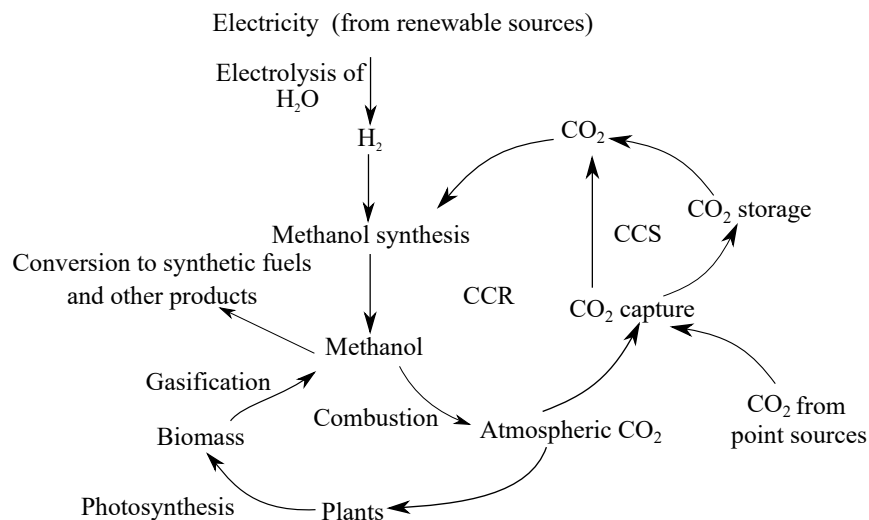 Electricity (from renewable sources)
Electrolysis of
H₂O
H₂
CO₂
CO₂ storage
Methanol synthesis
CCS
Conversion to synthetic fuels
and other products
CCR
CO₂ capture
Methanol
Gasification
Combustion
CO₂ from
point sources
Biomass
Atmospheric CO₂
Photosynthesis
Plants